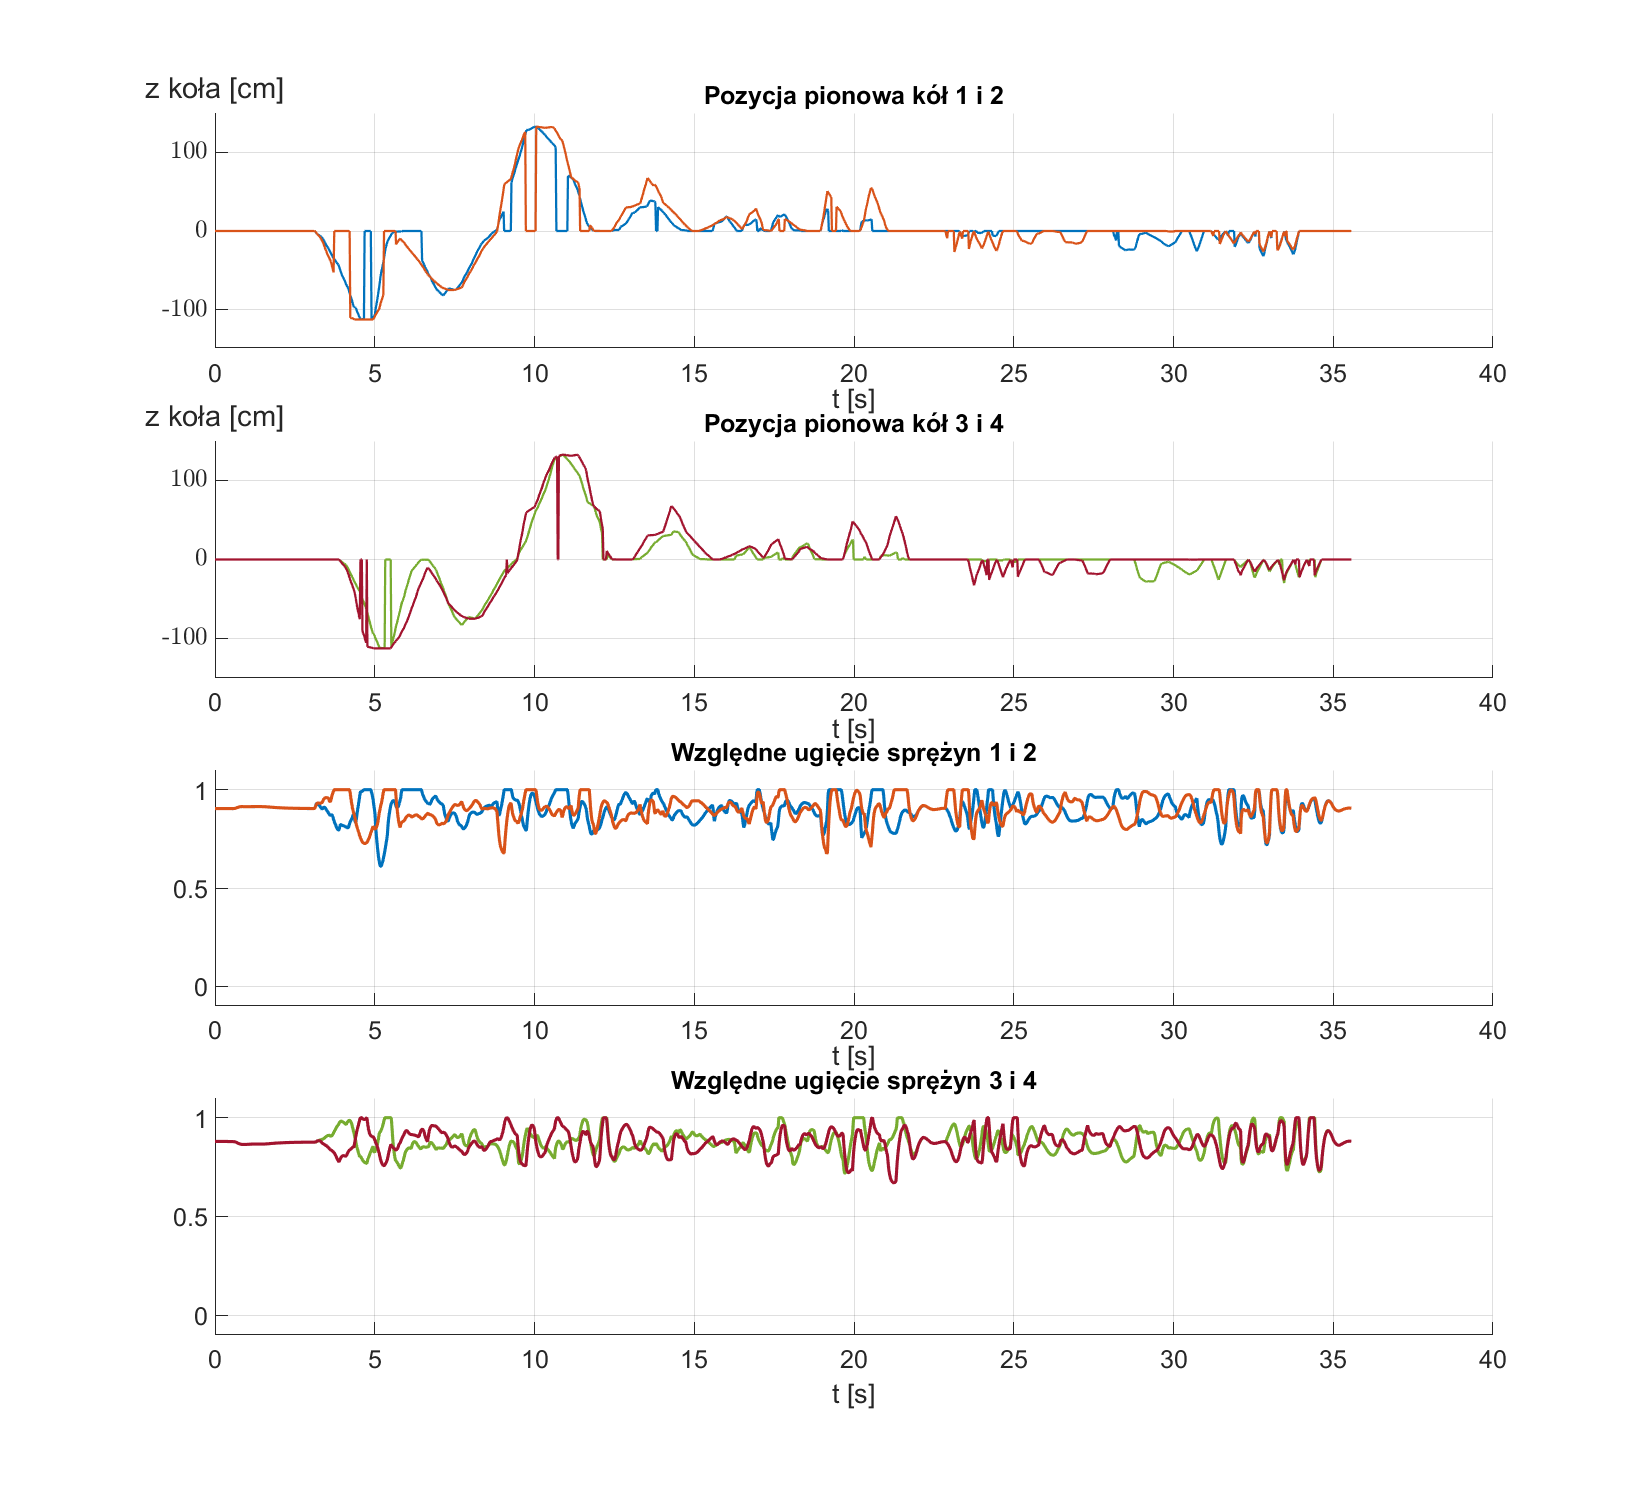 z koła [cm]
Pozycja pionowa kół 1 i 2
100
0
-100
0 5 10 15 20 25 30 35 40
t [s]
z koła [cm]
Pozycja pionowa kół 3 i 4
100
0
-100
0 5 10 15 20 25 30 35 40
t [s]
Względne ugięcie sprężyn 1 i 2
1
0.5
0
0 5 10 15 20 25 30 35 40
t [s]
Względne ugięcie sprężyn 3 i 4
1
0.5
0
0 5 10 15 20 25 30 35 40
t [s]